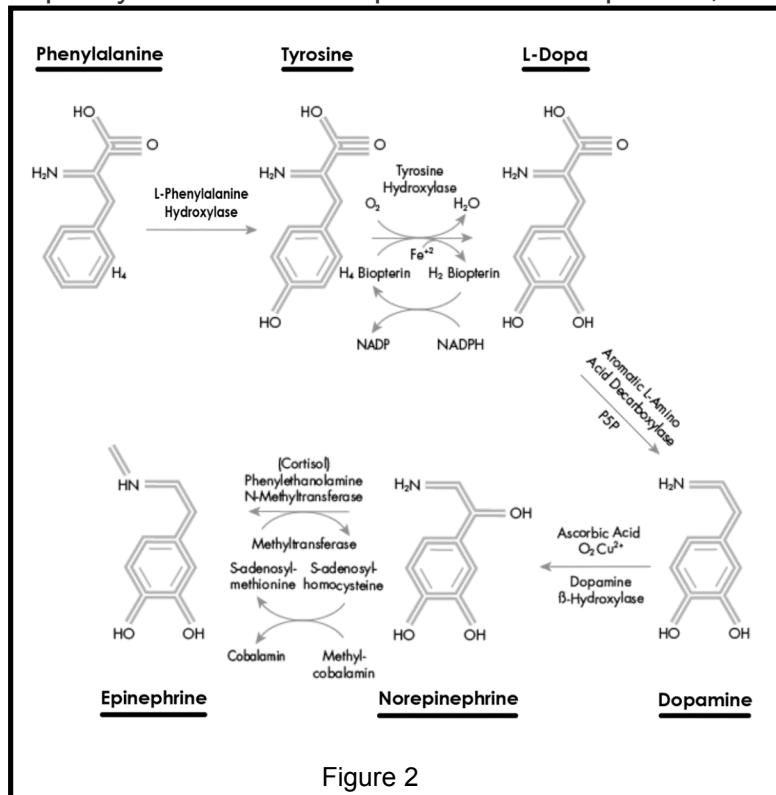 Phenylalanine
Tyrosine
L-Dopa
HO
O
H₂N
H₄
L-Phenylalanine
Hydroxylase
HO
O
H₂N
HO
Tyrosine
Hydroxylase
O₂
H₂O
Fe⁺²
H₄ Biopterin
H₂ Biopterin
NADP
NADPH
HO
O
H₂N
HO
OH
Aromatic L-Amino
Acid Decarboxylase
P5P
HN
HO
OH
(Cortisol)
Phenylethanolamine
N-Methyltransferase
Methyltransferase
S-adenosyl-
methionine
S-adenosyl-
homocysteine
Cobalamin
Methyl-
cobalamin
H₂N
OH
HO
OH
Ascorbic Acid
O₂Cu²⁺
Dopamine
ß-Hydroxylase
H₂N
HO
OH
Epinephrine
Norepinephrine
Dopamine
Figure 2